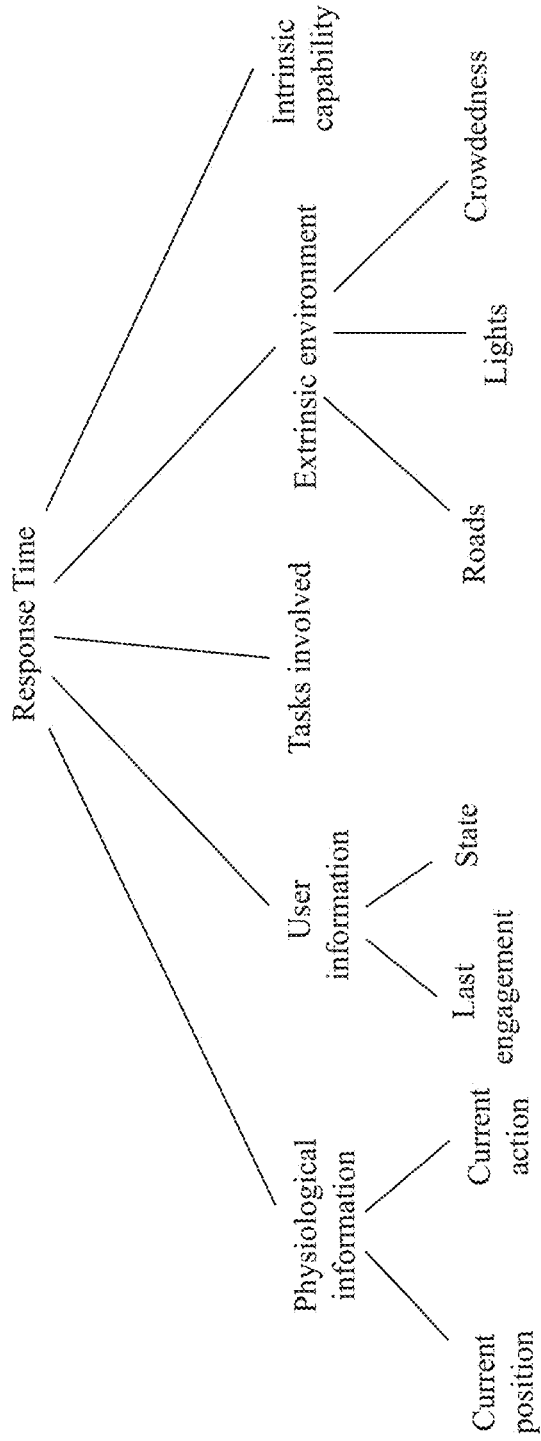 Response Time
Physiological
information
User
information
Tasks involved
Extrinsic environment
Intrinsic
capability
Current
position
Current
action
Last
engagement
State
Roads
Lights
Crowdedness